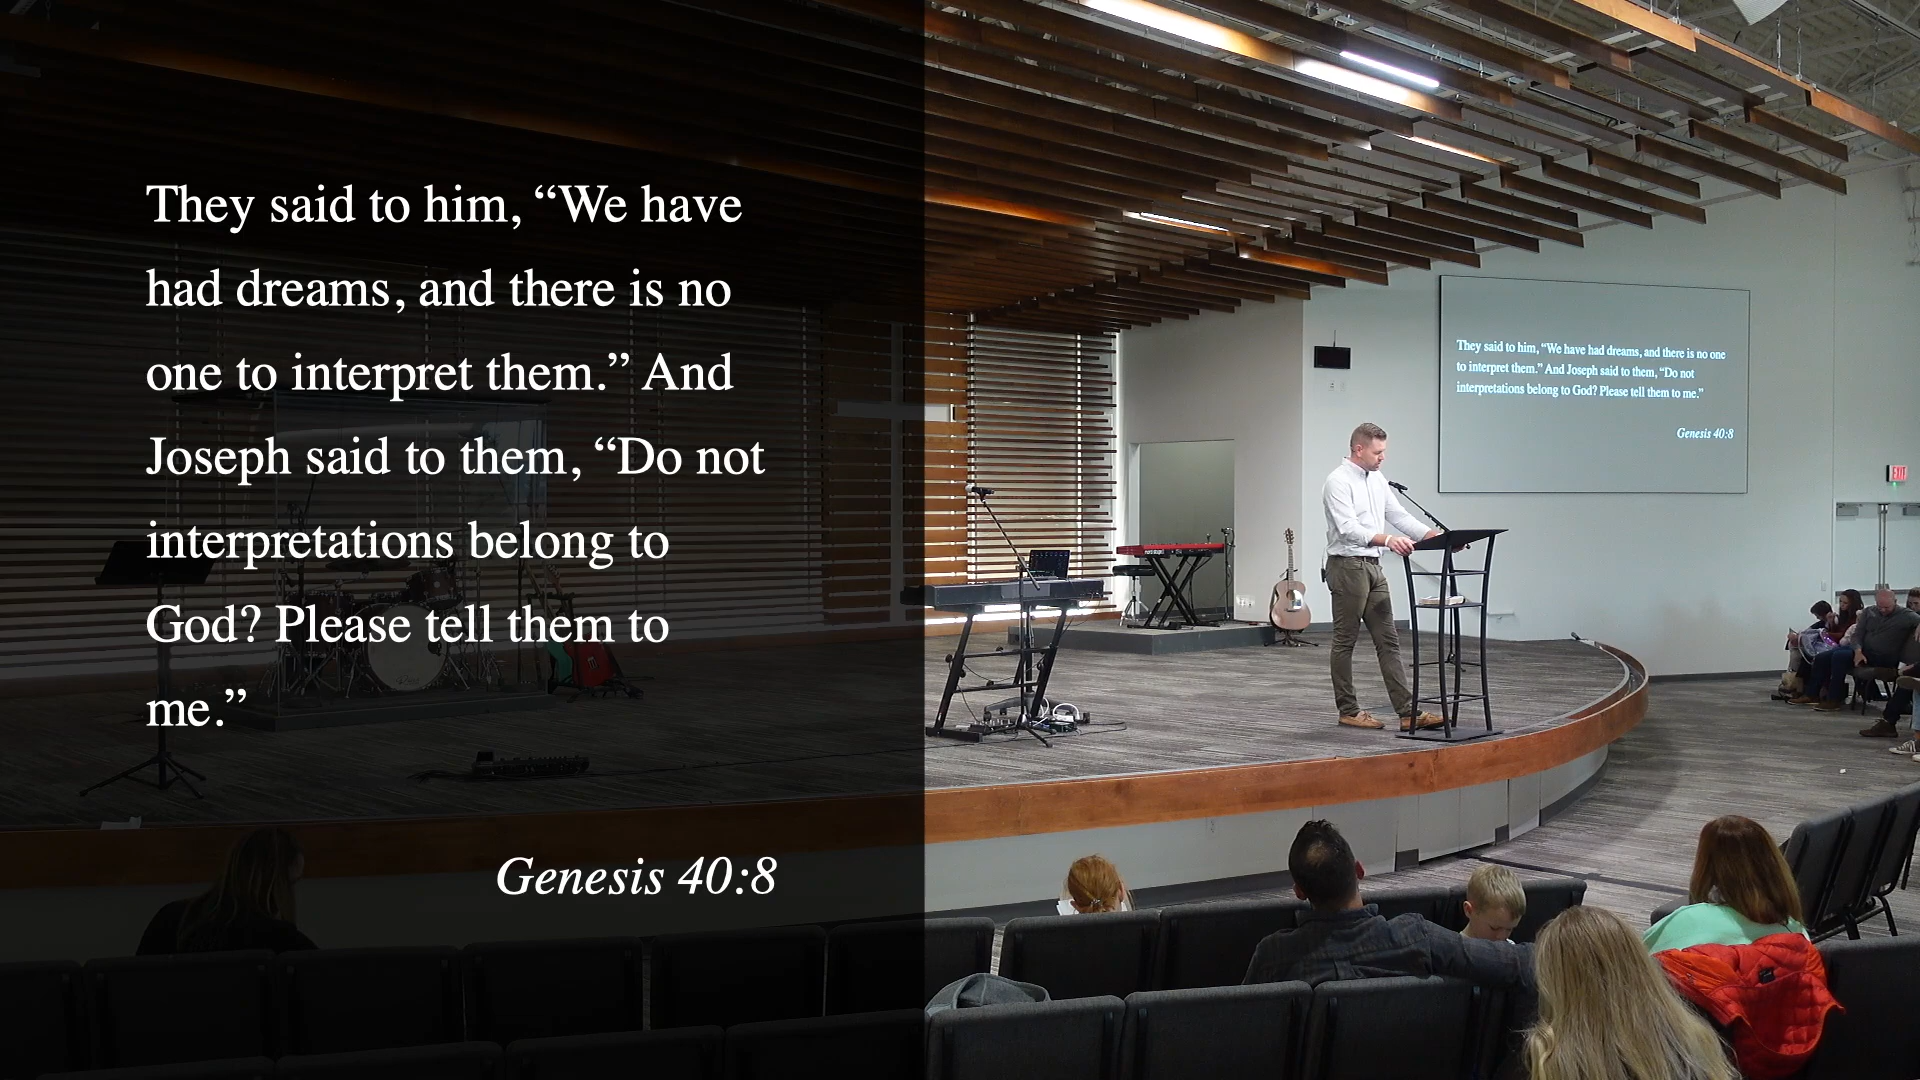 They said to him, “We have
had dreams, and there is no
one to interpret them.” And
Joseph said to them, “Do not
interpretations belong to
God? Please tell them to
me.”
Genesis 40:8
They said to him, “We have had dreams, and there is no one
to interpret them.” And Joseph said to them, “Do not
interpretations belong to God? Please tell them to me.”
Genesis 40:8
EXIT